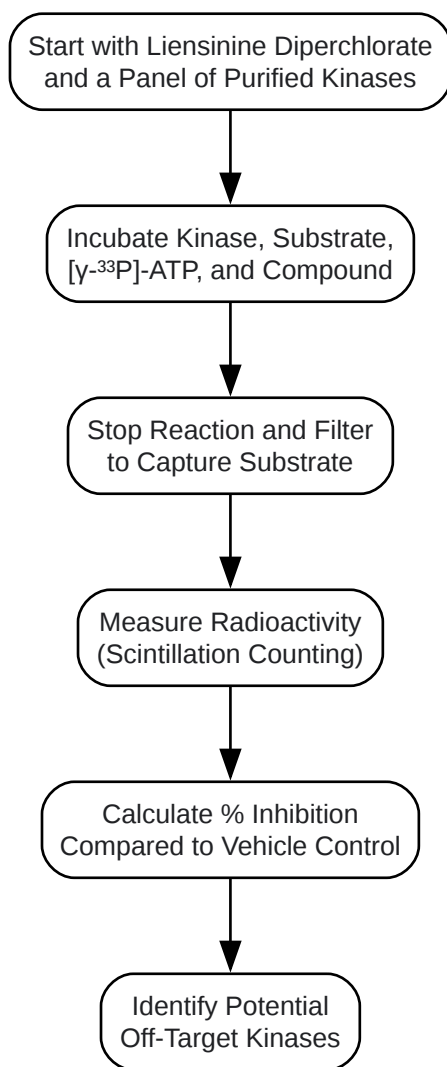 Start with Liensinine Diperchlorate
and a Panel of Purified Kinases
Incubate Kinase, Substrate,
[γ-³³P]-ATP, and Compound
Stop Reaction and Filter
to Capture Substrate
Measure Radioactivity
(Scintillation Counting)
Calculate % Inhibition
Compared to Vehicle Control
Identify Potential
Off-Target Kinases